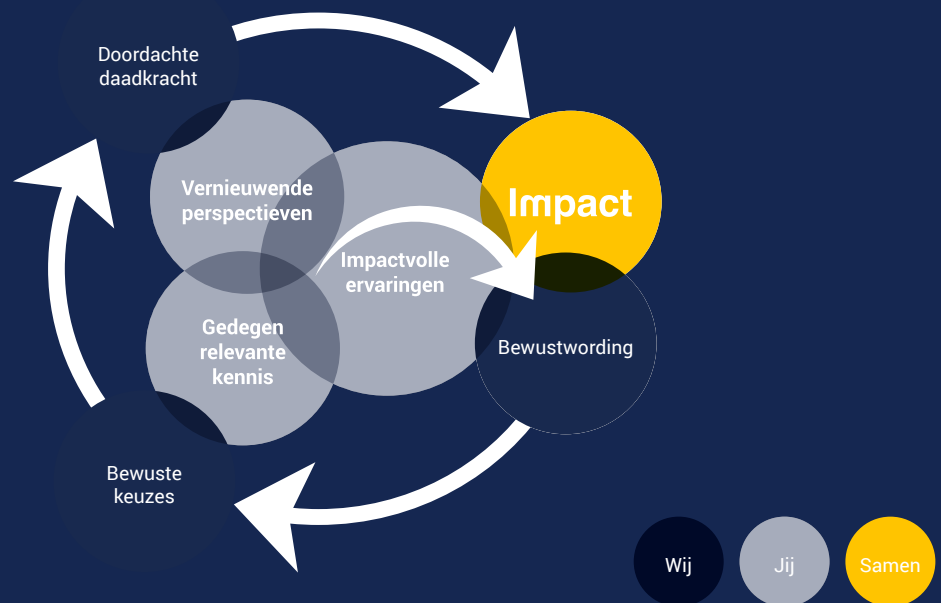 Doordachte
daadkracht
Vernieuwende
perspectieven
Impact
Impactvolle
ervaringen
Gedegen
relevante
kennis
Bewustwording
Bewuste
keuzes
Wij
Jij
Samen